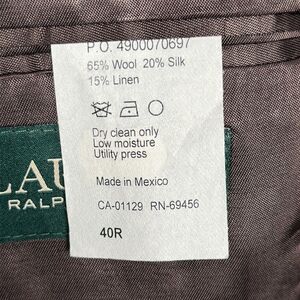 P.O. 4900070697
65% Wool 20% Silk
15% Linen
Dry clean only
Low moisture
Utility press
Made in Mexico
CA-01129 RN-69456
40R
LAU
RALP